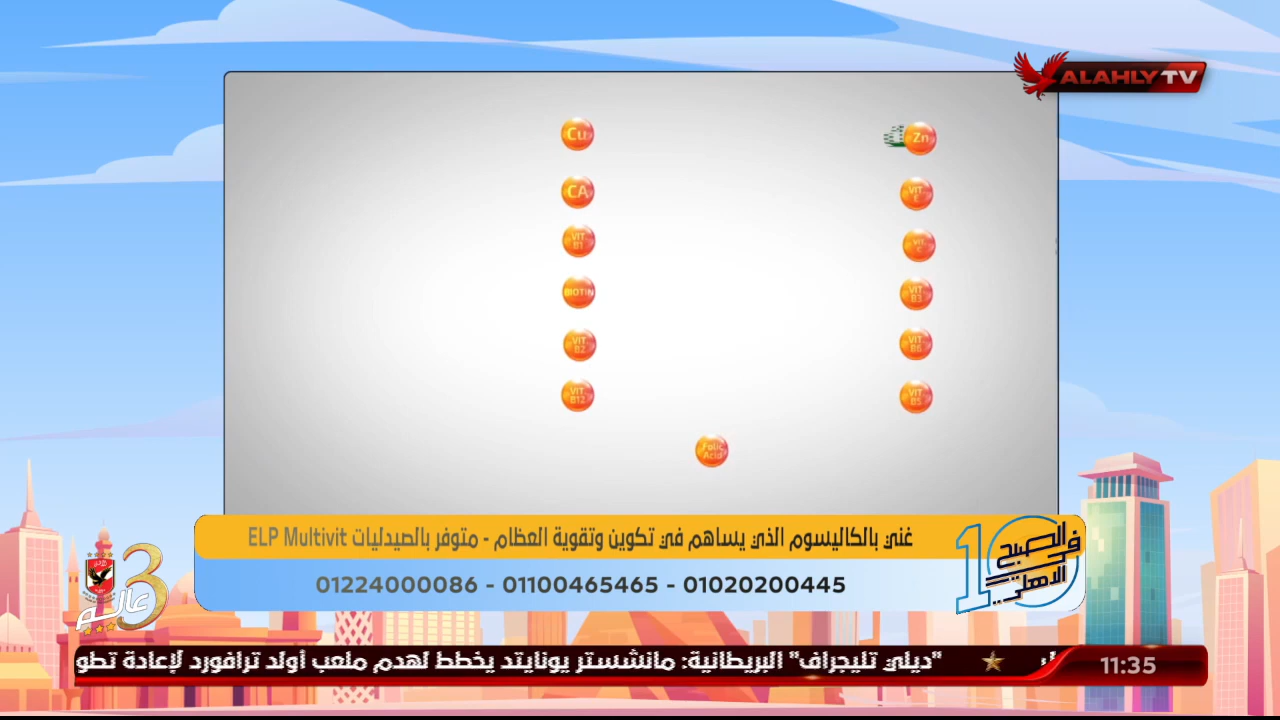 ALAHLY TV
Cu
Zn
CA
VIT. E
VIT. B1
VIT. C
BIOTIN
VIT B3
VIT. B2
VIT. B6
VIT. B12
VIT. B5
Folic Acid
غني بالكاليسوم الذي يساهم في تكوين وتقوية العظام - متوفر بالصيدليات ELP Multivit
01224000086 - 01100465465 - 01020200445
10 الصبح في الأهلي
3 عالم
"ديلي تليجراف" البريطانية: مانشستر يونايتد يخطط لهدم ملعب أولد ترافورد لإعادة تطو
11:35